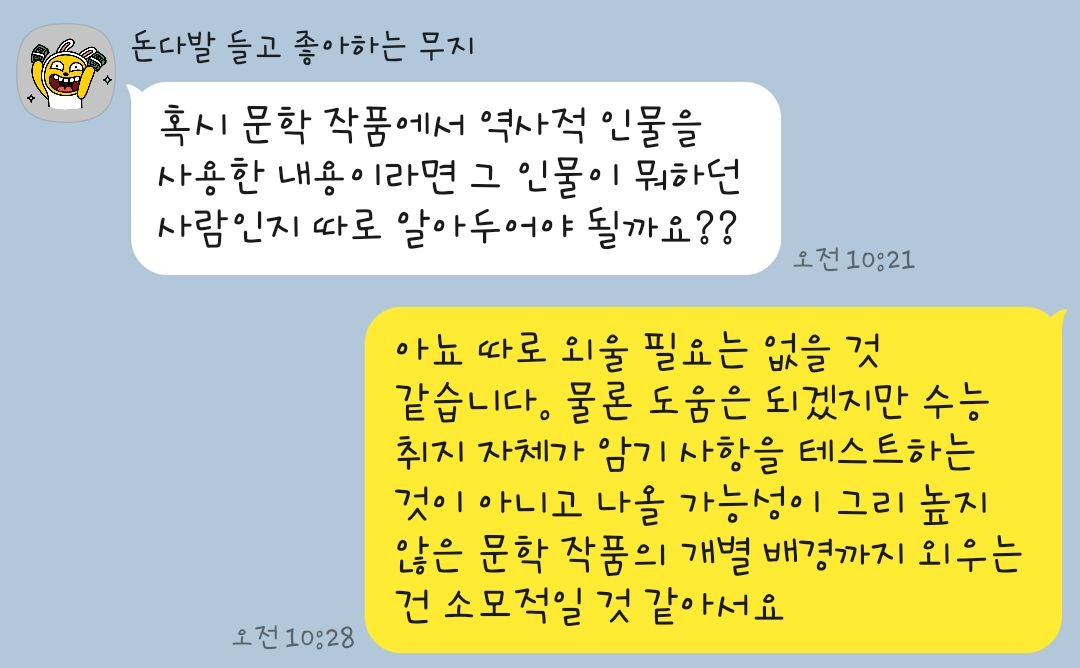 돈다발 들고 좋아하는 무지
혹시 문학 작품에서 역사적 인물을
사용한 내용이라면 그 인물이 뭐하던
사람인지 따로 알아두어야 될까요??
오전 10:21
아뇨 따로 외울 필요는 없을 것
같습니다. 물론 도움은 되겠지만 수능
취지 자체가 암기 사항을 테스트하는
것이 아니고 나올 가능성이 그리 높지
않은 문학 작품의 개별 배경까지 외우는
건 소모적일 것 같아서요
오전 10:28